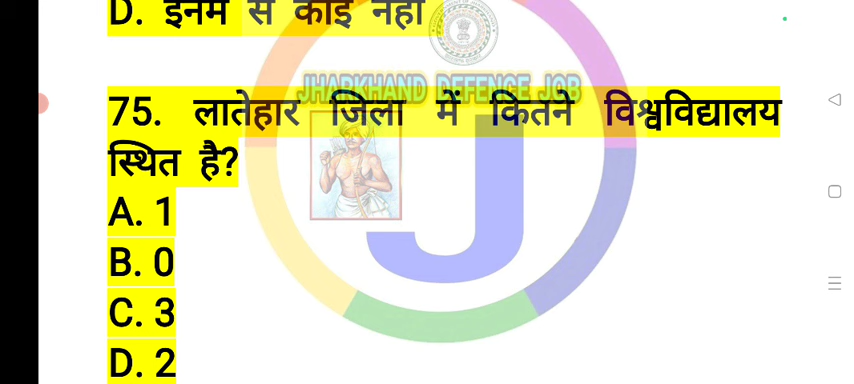 D. इनमें से कोई नहीं
JHARKHAND DEFENCE JOB
75. लातेहार जिला में कितने विश्वविद्यालय
स्थित है?
J
A. 1
B. 0
C. 3
D. 2